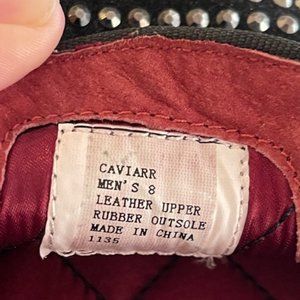 CAVIARR
MEN'S 8
LEATHER UPPER
RUBBER OUTSOLE
MADE IN CHINA
1135